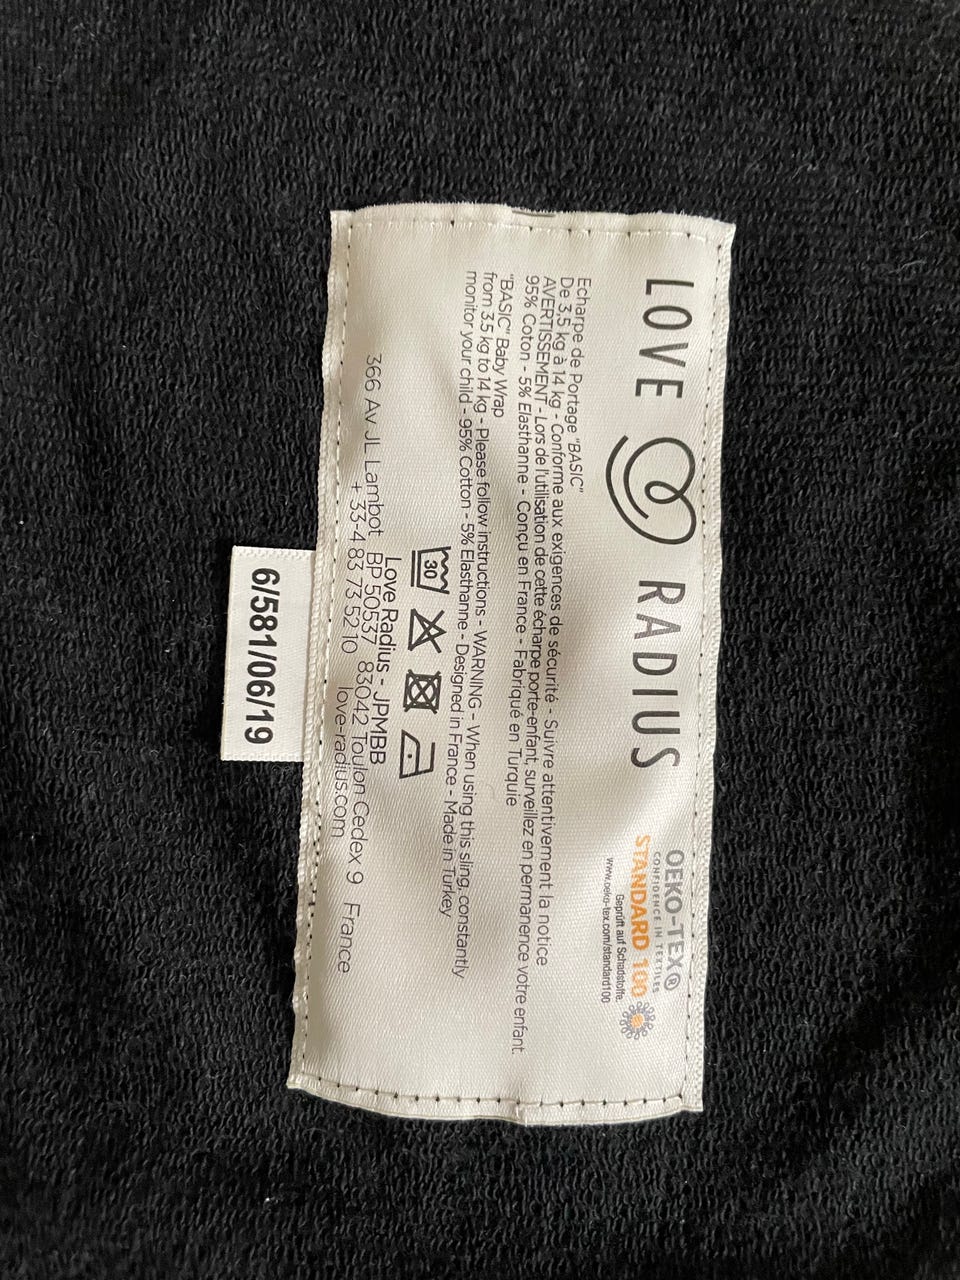 LOVE RADIUS
OEKO-TEX®
CONFIDENCE IN TEXTILES
STANDARD 100
Geprüft auf Schadstoffe.
www.oeko-tex.com/standard100
Echarpe de Portage "BASIC"
De 3,5 kg à 14 kg - Conforme aux exigences de sécurité - Suivre attentivement la notice
AVERTISSEMENT - Lors de l'utilisation de cette écharpe porte-enfant, surveillez en permanence votre enfant.
95% Coton - 5% Elasthanne - Conçu en France - Fabriqué en Turquie
"BASIC" Baby Wrap
from 3.5 kg to 14 kg - Please follow instructions - WARNING - When using this sling, constantly
monitor your child - 95% Cotton - 5% Elasthanne - Designed in France - Made in Turkey
30
Love Radius - JPMBB
366 Av JL Lambot BP 50537 83042 Toulon Cedex 9 France
+ 33-4 83 73 52 10 love-radius.com
6/581/06/19